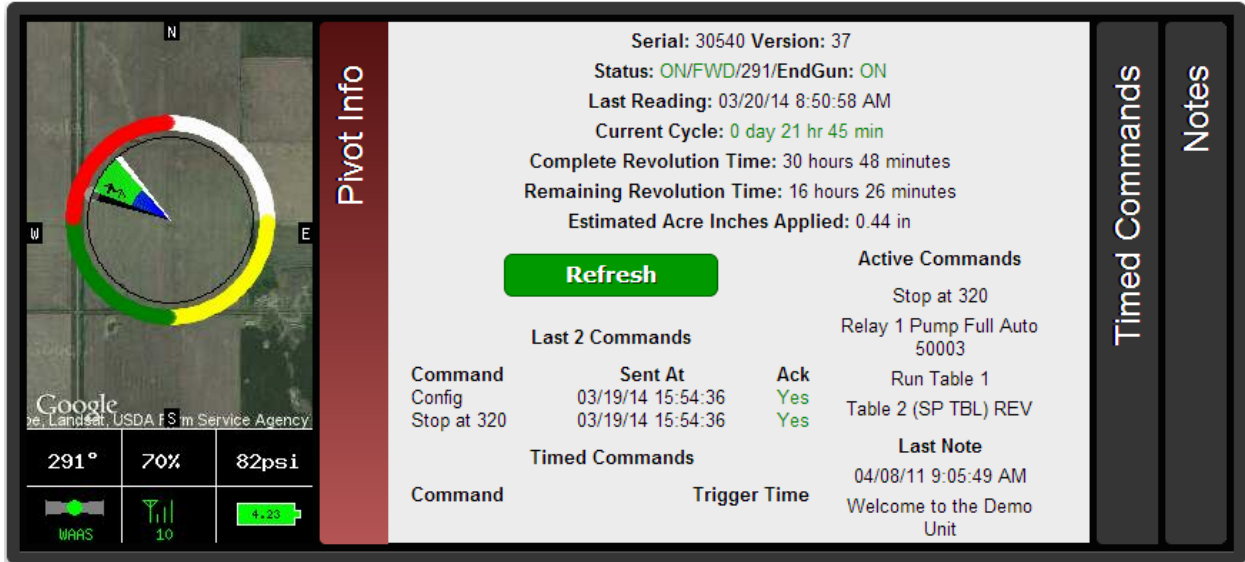 N
W
E
S
Google
Landsat, USDA F
m Service Agency
291° 70% 82psi
WAAS 10 4.23
Pivot Info
Serial: 30540 Version: 37
Status: ON/FWD/291/EndGun: ON
Last Reading: 03/20/14 8:50:58 AM
Current Cycle: 0 day 21 hr 45 min
Complete Revolution Time: 30 hours 48 minutes
Remaining Revolution Time: 16 hours 26 minutes
Estimated Acre Inches Applied: 0.44 in
Refresh
Last 2 Commands
Command Sent At Ack
Config 03/19/14 15:54:36 Yes
Stop at 320 03/19/14 15:54:36 Yes
Timed Commands
Command Trigger Time
Active Commands
Stop at 320
Relay 1 Pump Full Auto
50003
Run Table 1
Table 2 (SP TBL) REV
Last Note
04/08/11 9:05:49 AM
Welcome to the Demo
Unit
Timed Commands
Notes